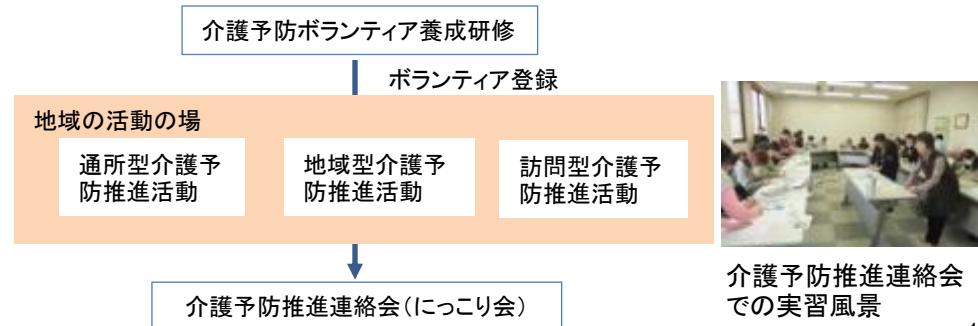 介護予防ボランティア養成研修
ボランティア登録
地域の活動の場
通所型介護予
防推進活動
地域型介護予
防推進活動
訪問型介護予
防推進活動
介護予防推進連絡会(にっこり会)
介護予防推進連絡会
での実習風景